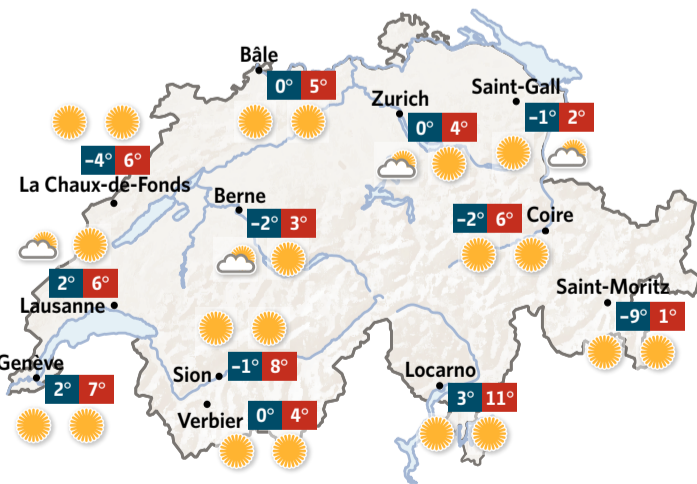 Bâle
0° 5°
Zurich
0° 4°
Saint-Gall
–1° 2°
–4° 6°
La Chaux-de-Fonds
Berne
–2° 3°
–2° 6° Coire
2° 6°
Lausanne
Saint-Moritz
–9° 1°
Genève
2° 7°
Sion –1° 8°
Verbier 0° 4°
Locarno
3° 11°